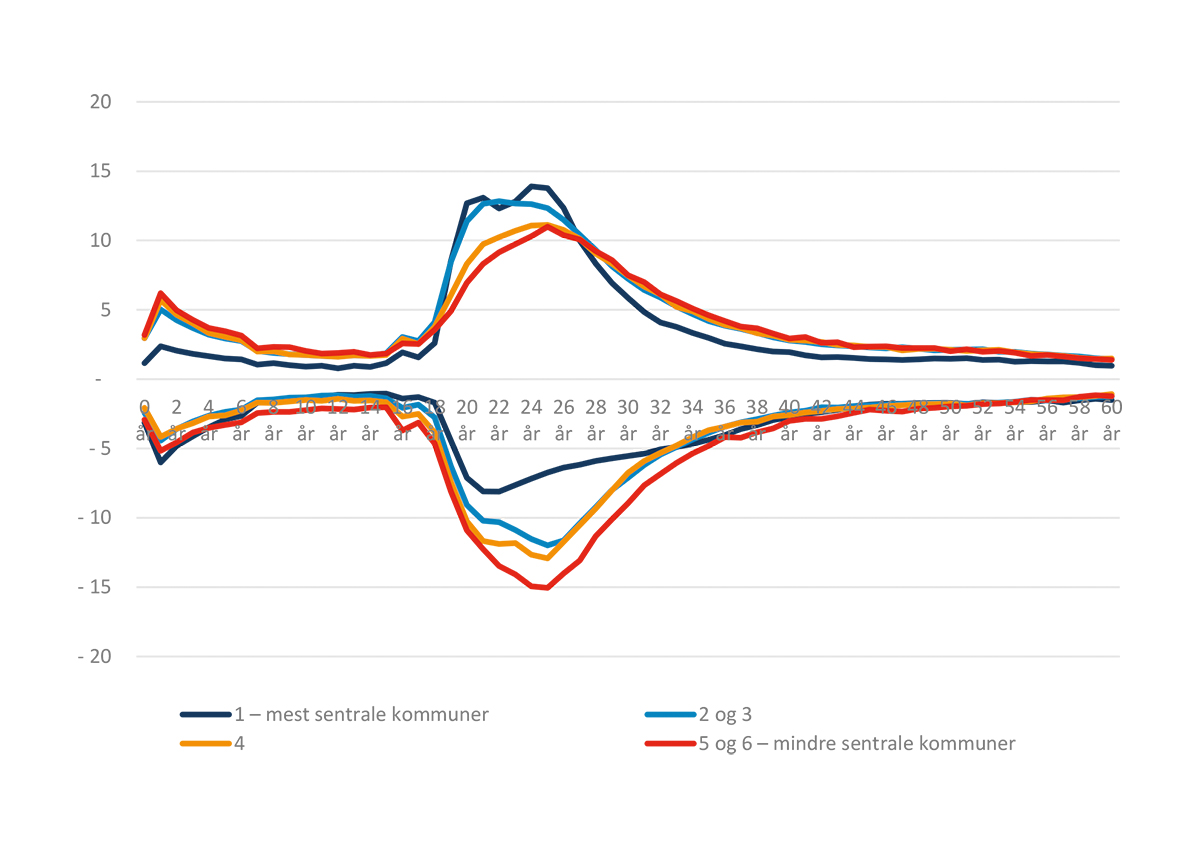 20
15
10
5
-
- 5
- 10
- 15
- 20
0 2 4 6 8 10 12 14 16 18 20 22 24 26 28 30 32 34 36 38 40 42 44 46 48 50 52 54 56 58 60
år år år år år år år år år år år år år år år år år år år år år år år år år år år år år år år
1 – mest sentrale kommuner 2 og 3
4 5 og 6 – mindre sentrale kommuner